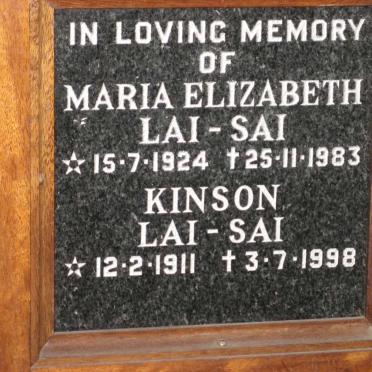 IN LOVING MEMORY
OF
MARIA ELIZABETH
LAI - SAI
☆ 15·7·1924 †25·11·1983
KINSON
LAI - SAI
☆ 12·2·1911 † 3·7·1998